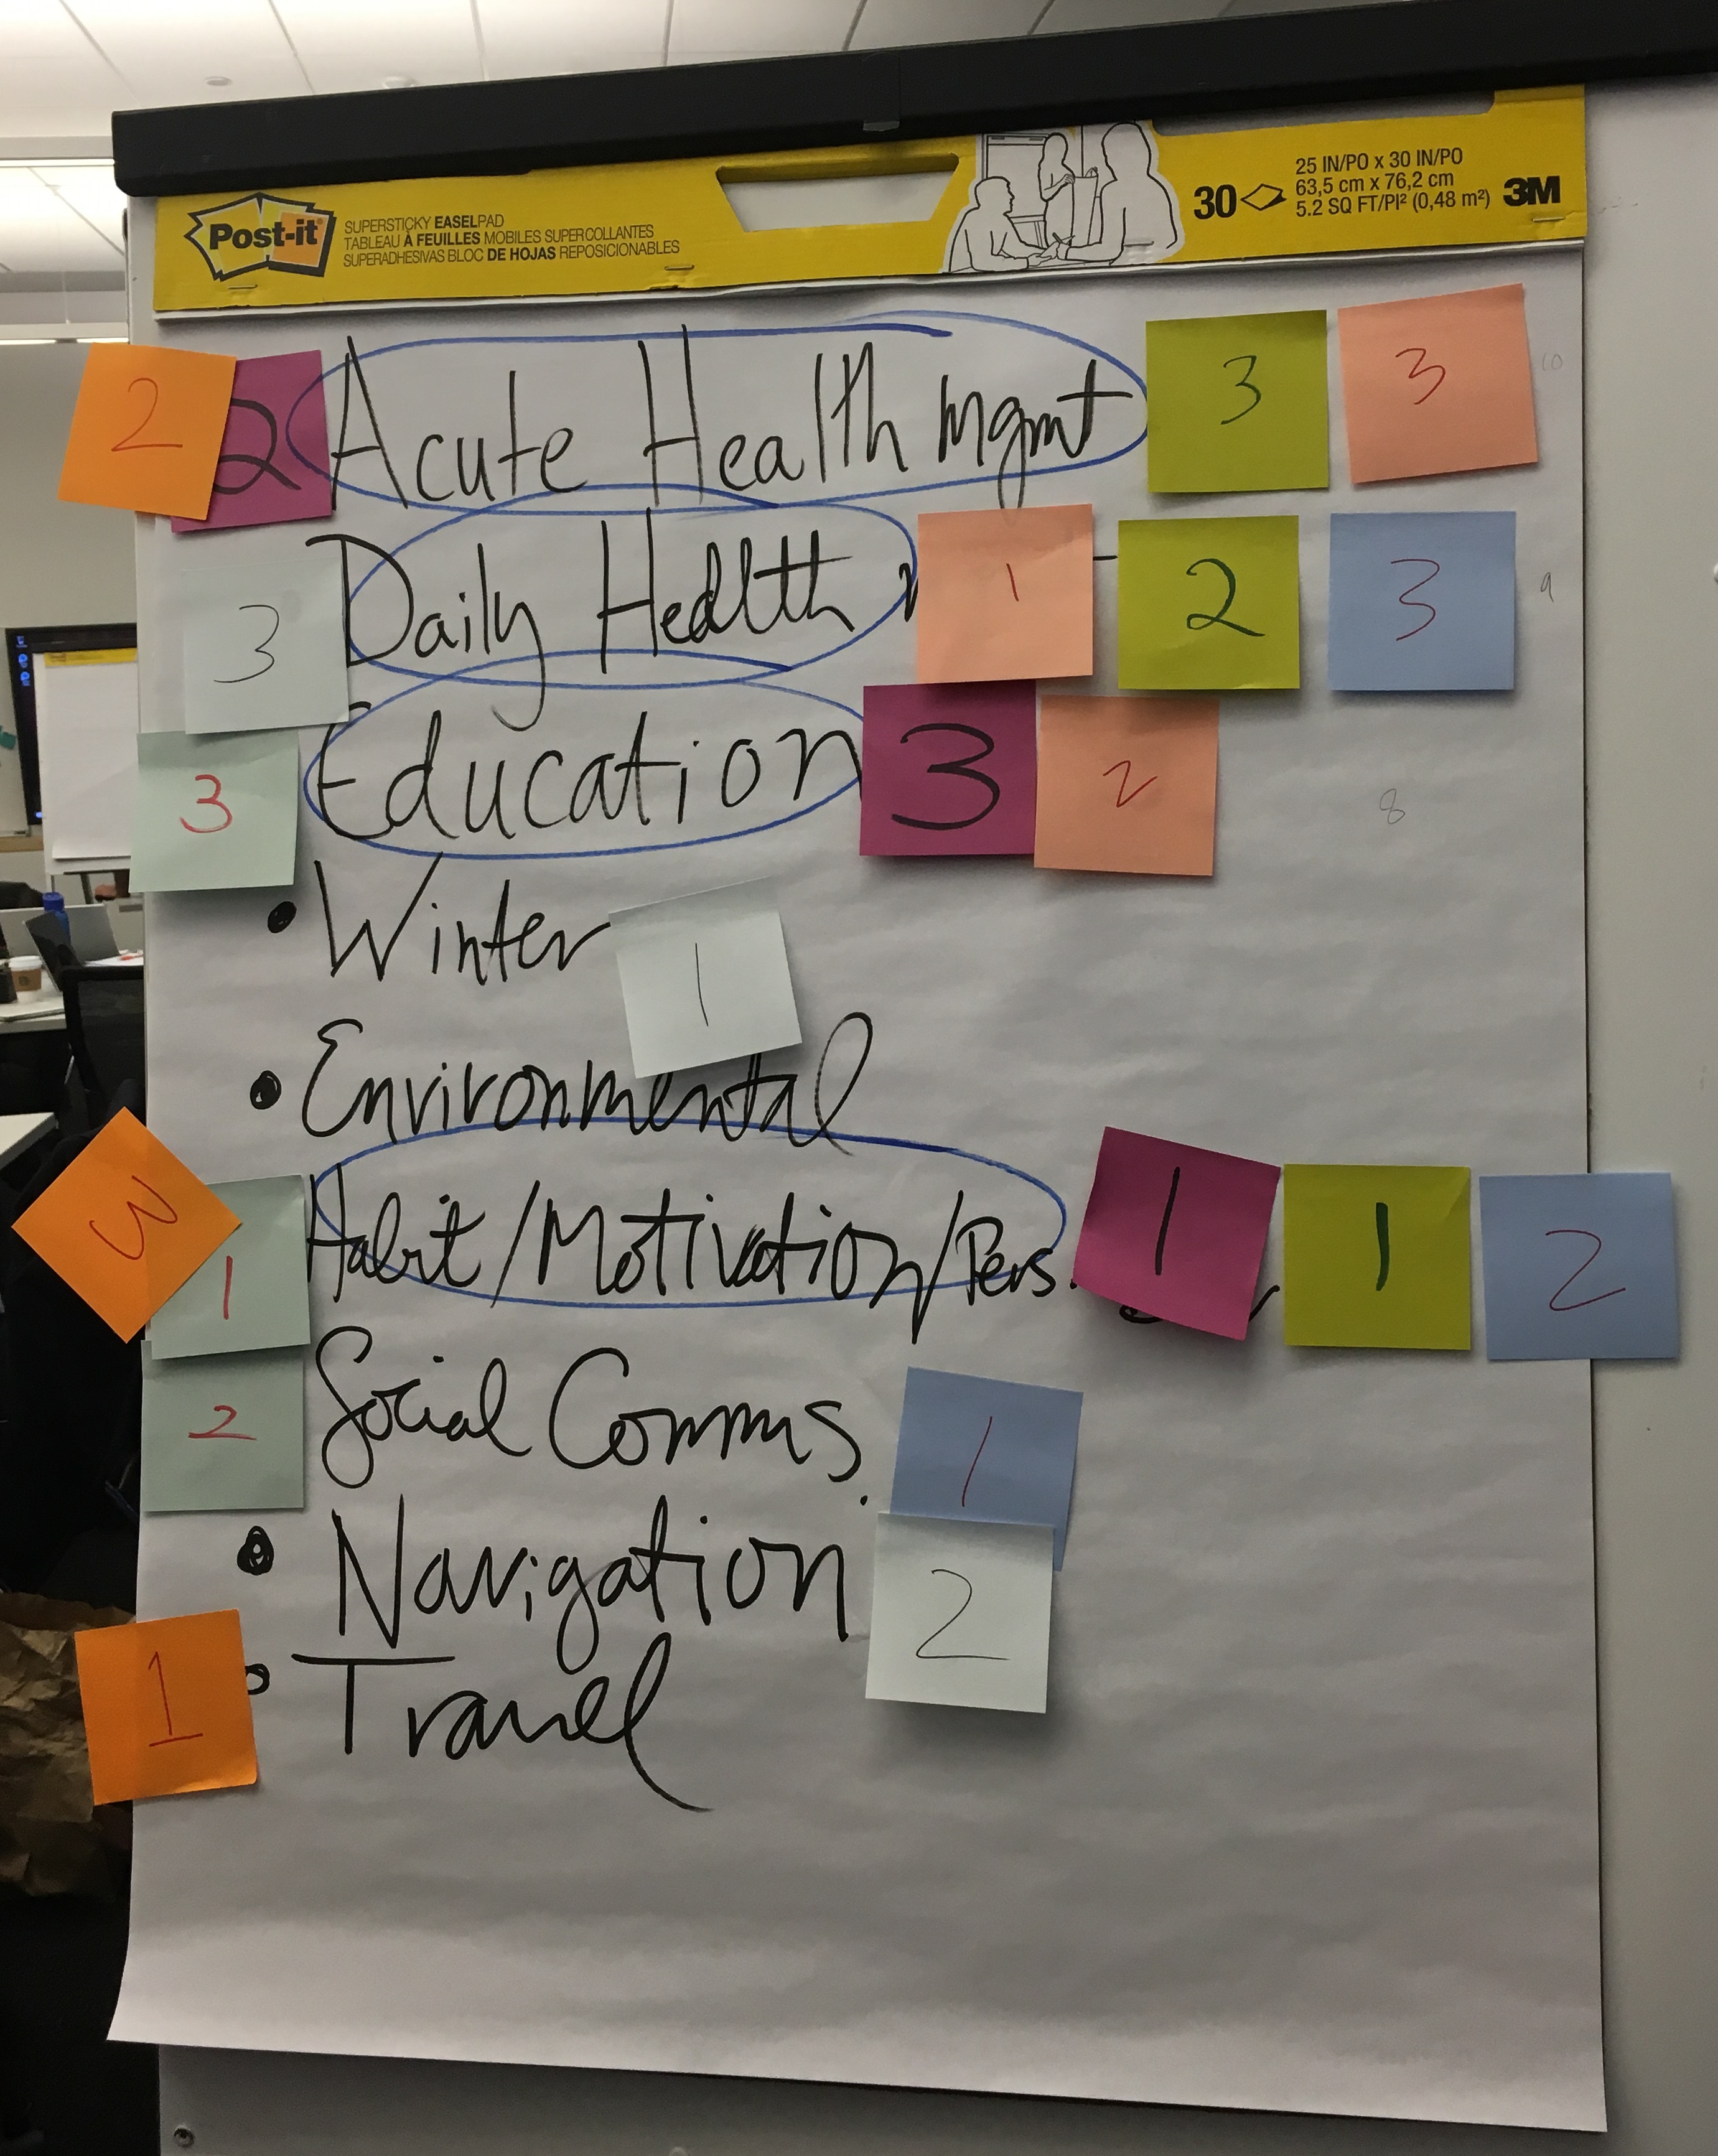 Post-it
SUPERSTICKY EASELPAD
TABLEAU À FEUILLES MOBILES SUPERCOLLANTES
SUPERADHESIVAS BLOC DE HOJAS REPOSICIONABLES
30
25 IN/PO x 30 IN/PO
63,5 cm x 76,2 cm
5.2 SQ FT/PI² (0,48 m²)
3M
2 2 Acute Health Mgmt 3 3 10
3 Daily Health 1 2 3 9
3 Education 3 2 8
• Winter 1
• Environmental
3 1 Habit/Motivation/Pers. 1 1 2
2 Social Comms. 1
• Navigation 2
1 • Travel